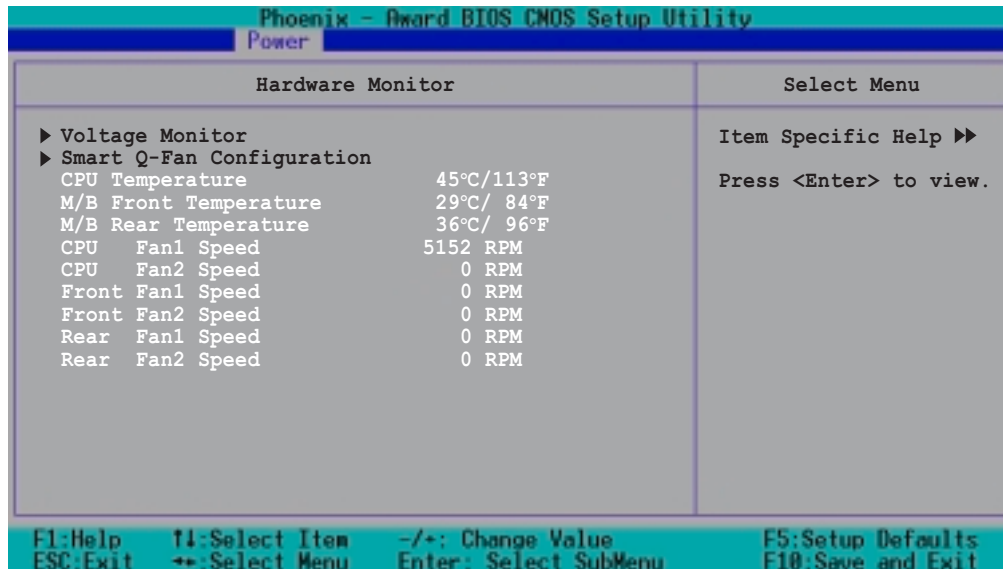 Phoenix - Award BIOS CMOS Setup Utility
Power
Hardware Monitor
Select Menu
Voltage Monitor
Smart Q-Fan Configuration
CPU Temperature 45°C/113°F
M/B Front Temperature 29°C/ 84°F
M/B Rear Temperature 36°C/ 96°F
CPU Fan1 Speed 5152 RPM
CPU Fan2 Speed 0 RPM
Front Fan1 Speed 0 RPM
Front Fan2 Speed 0 RPM
Rear Fan1 Speed 0 RPM
Rear Fan2 Speed 0 RPM
Item Specific Help
Press <Enter> to view.
F1:Help ↑↓:Select Item -/+: Change Value F5:Setup Defaults
ESC:Exit →←:Select Menu Enter: Select SubMenu F10:Save and Exit